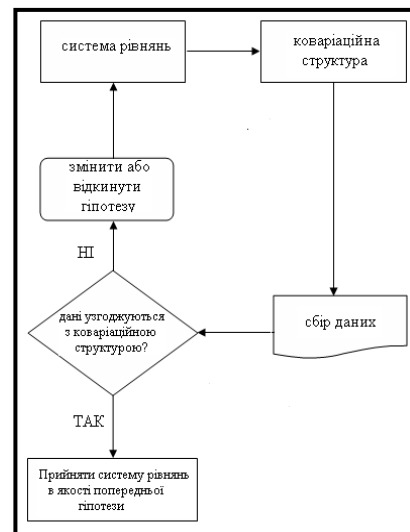 система рівнянь
коваріаційна
структура
змінити або
відкинути
гіпотезу
НІ
дані узгоджуються
з коваріаційною
структурою?
збір даних
ТАК
Прийняти систему рівнянь
в якості попередньої
гіпотези